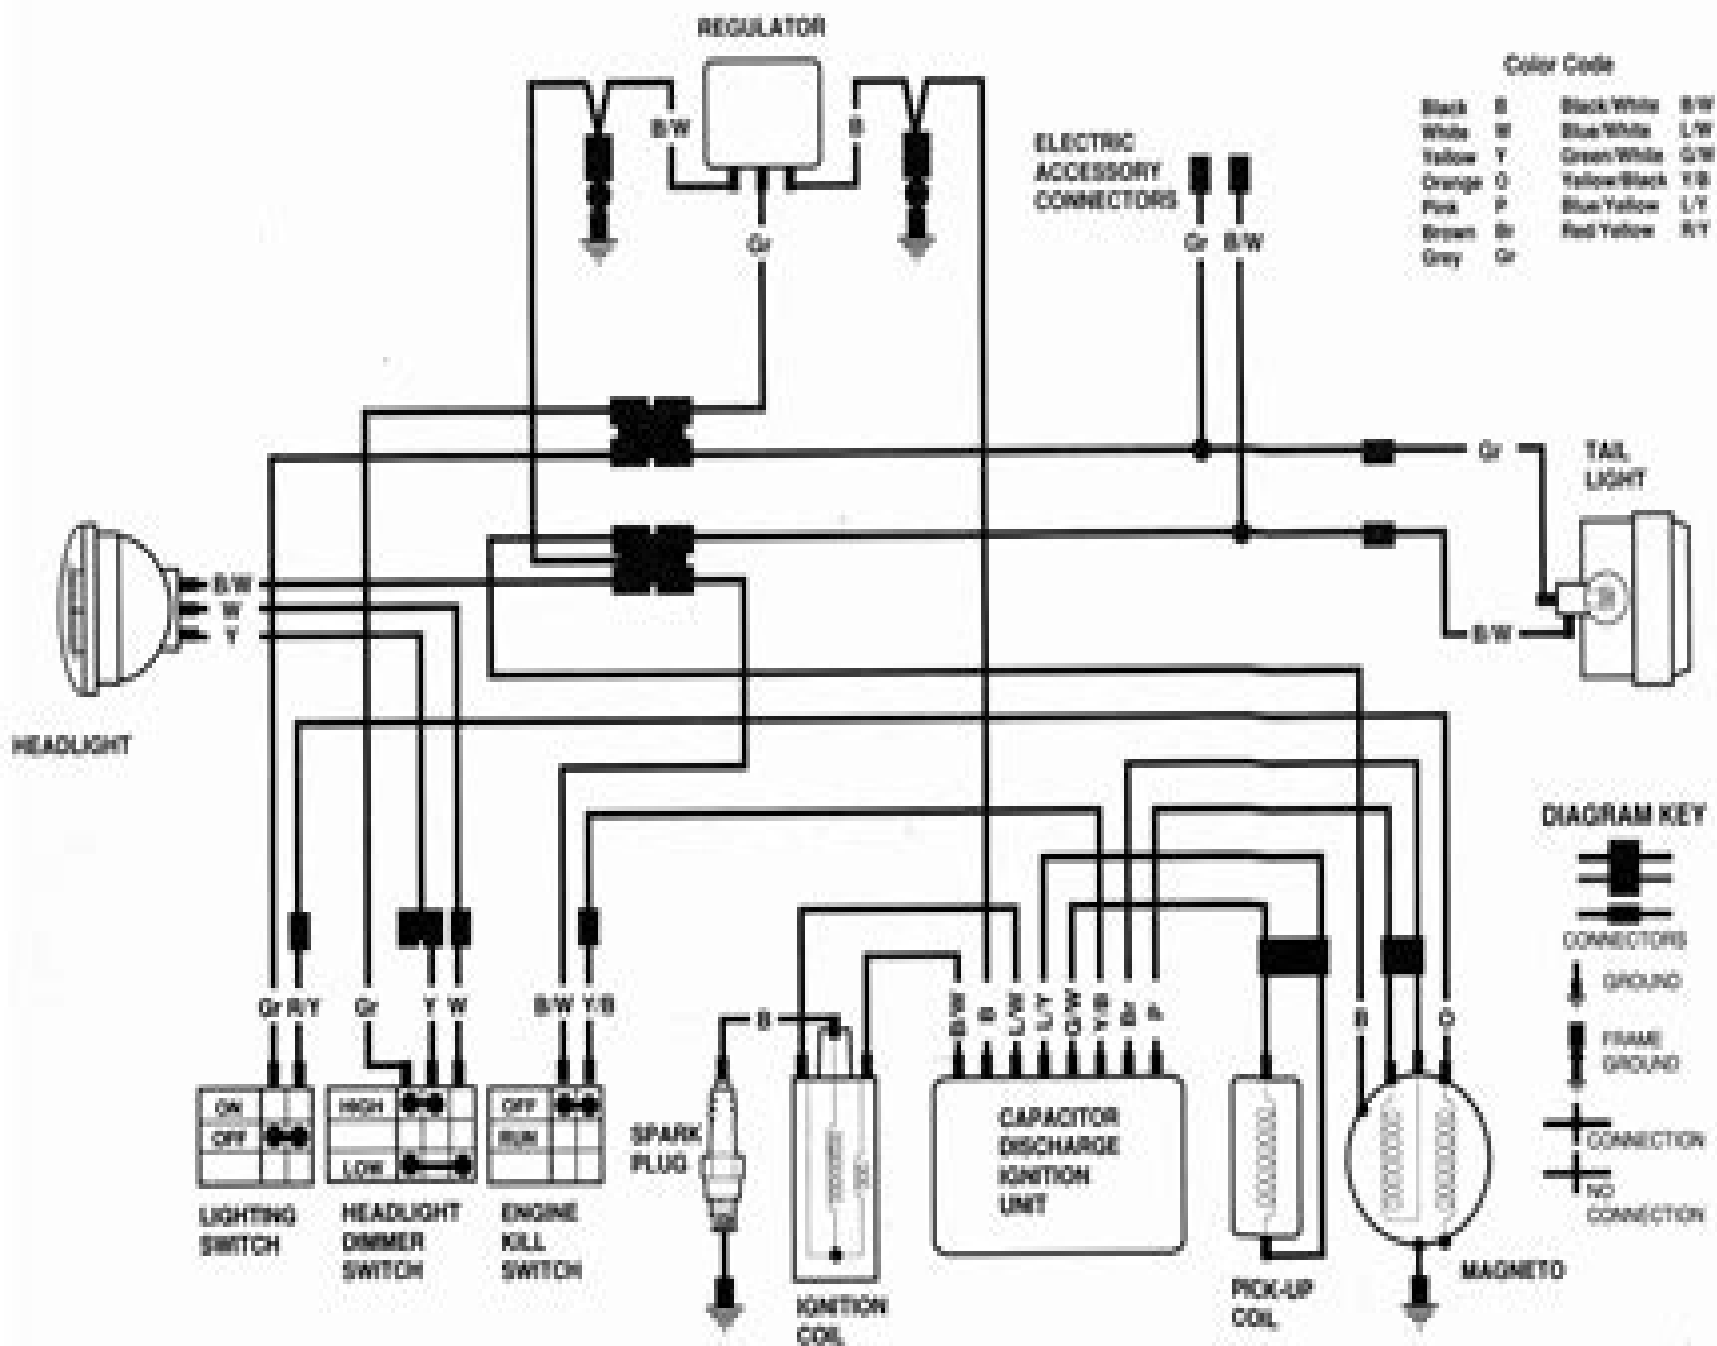 REGULATOR
Color Code
Black B Black/White B/W
White W Blue/White L/W
Yellow Y Green/White G/W
Orange O Yellow/Black Y/B
Pink P Blue/Yellow L/Y
Brown Br Red/Yellow R/Y
Grey Gr
B/W
B
Gr
ELECTRIC
ACCESSORY
CONNECTORS
Gr B/W
Gr
TAIL
LIGHT
B/W
B/W
W
Y
HEADLIGHT
DIAGRAM KEY
CONNECTORS
GROUND
FRAME
GROUND
CONNECTION
NO
CONNECTION
Gr R/Y Gr Y W B/W Y/B
B
B/W B L/W L/Y G/W Y/B Br P
B O
ON
OFF
LIGHTING
SWITCH
HIGH
LOW
HEADLIGHT
DIMMER
SWITCH
OFF
RUN
ENGINE
KILL
SWITCH
SPARK
PLUG
IGNITION
COIL
CAPACITOR
DISCHARGE
IGNITION
UNIT
PICK-UP
COIL
MAGNETO